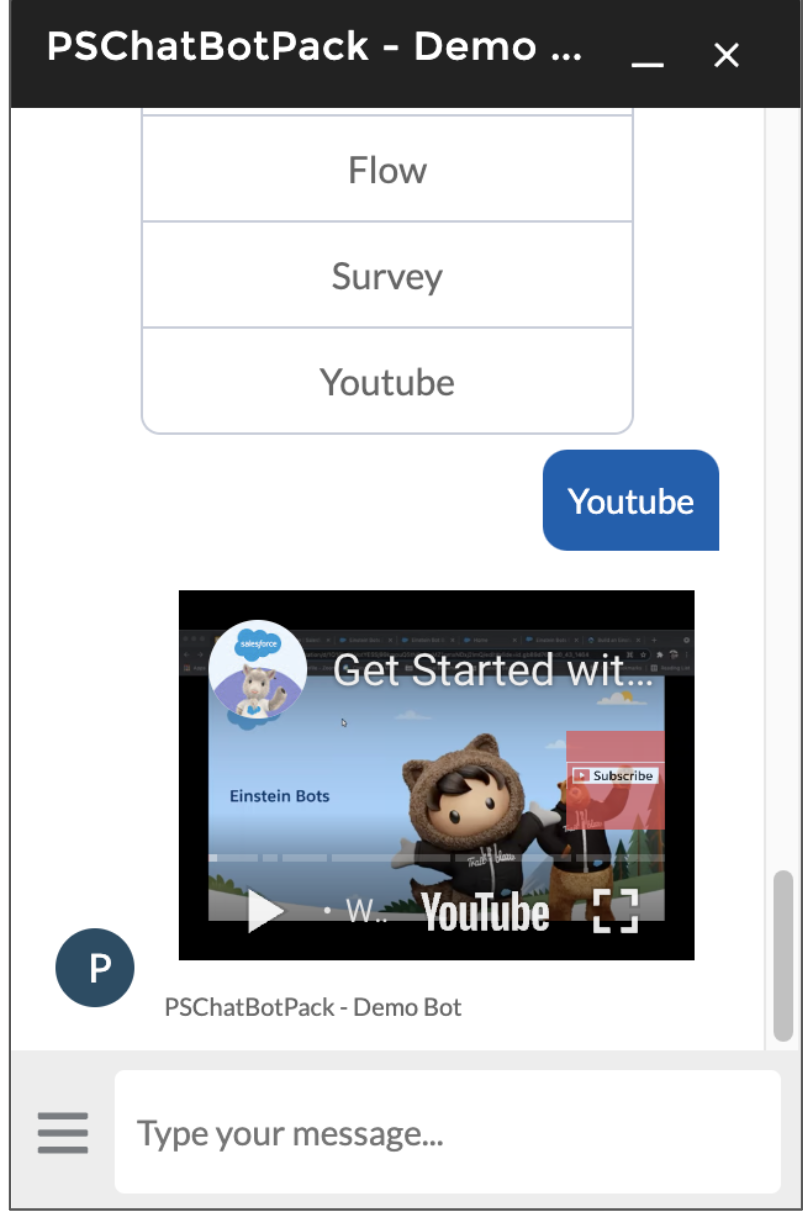 PSChatBotPack - Demo ...
Flow
Survey
Youtube
Youtube
salesforce
Get Started wit...
Subscribe
Einstein Bots
• W..
YouTube
P
PSChatBotPack - Demo Bot
Type your message...